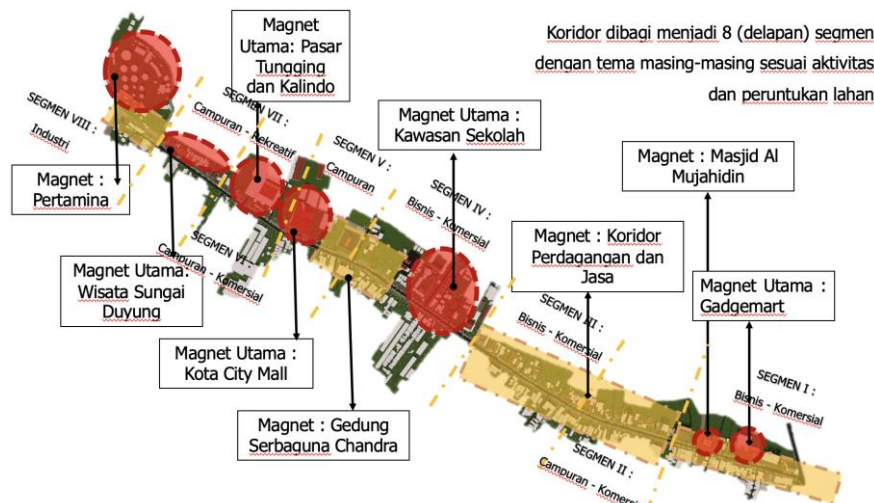 Koridor dibagi menjadi 8 (delapan) segmen
dengan tema masing-masing sesuai aktivitas
dan peruntukan lahan
Magnet
Utama: Pasar
Tungging
dan Kalindo
Magnet Utama :
Kawasan Sekolah
Magnet : Masjid Al
Mujahidin
SEGMEN VIII :
Industri
SEGMEN VII :
Campuran - Rekreatif
SEGMEN V :
Campuran
SEGMEN IV :
Bisnis - Komersial
Magnet :
Pertamina
Magnet : Koridor
Perdagangan dan
Jasa
Magnet Utama :
Gadgemart
SEGMEN VI :
Campuran - Komersial
Magnet Utama:
Wisata Sungai
Duyung
SEGMEN III :
Bisnis - Komersial
Magnet Utama :
Kota City Mall
SEGMEN I :
Bisnis - Komersial
Magnet : Gedung
Serbaguna Chandra
SEGMEN II :
Campuran - Komersial